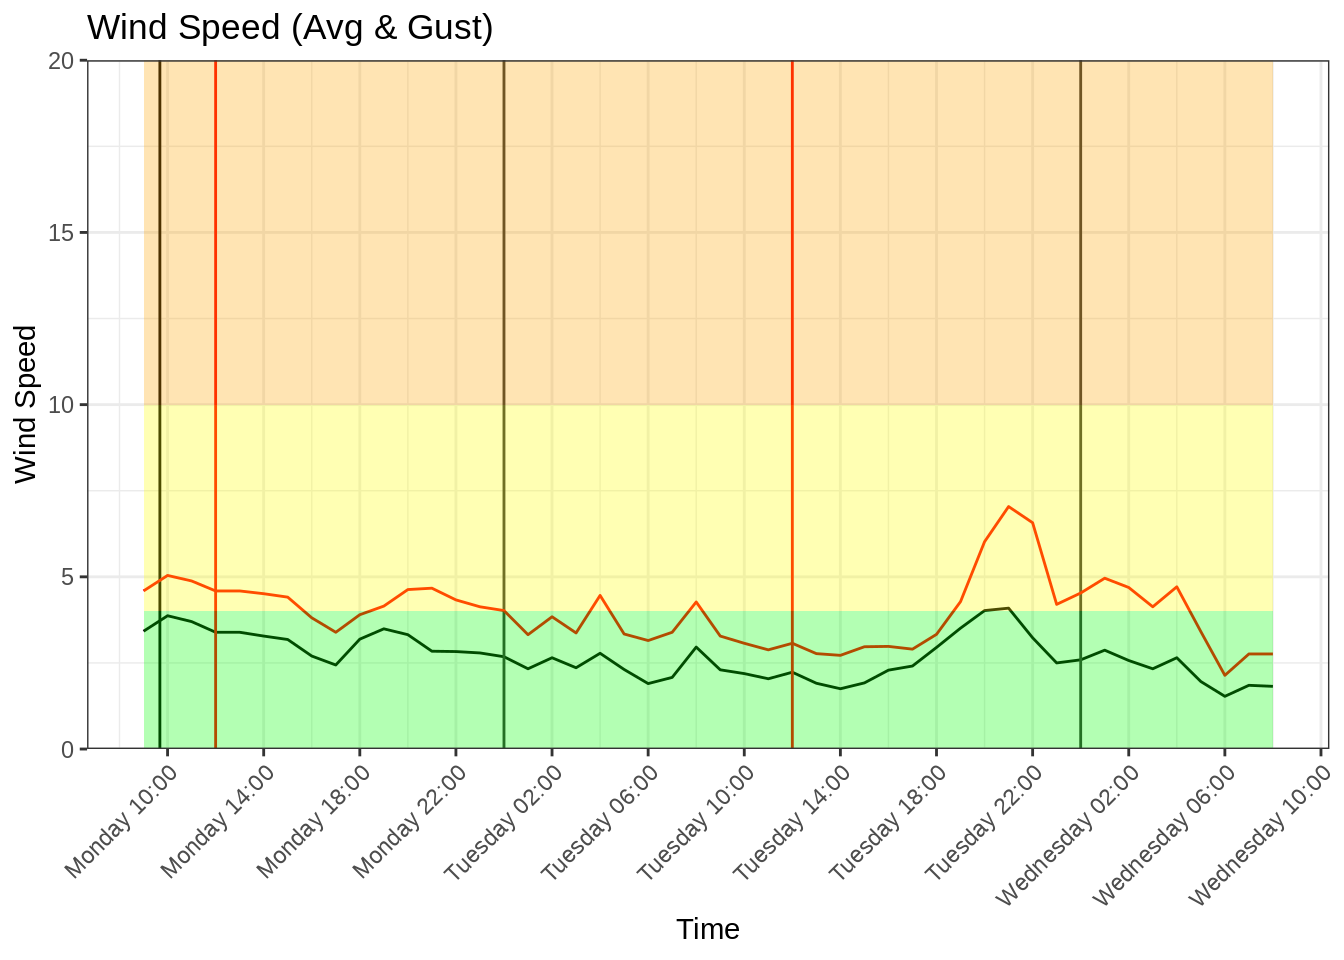 Wind Speed (Avg & Gust)
20
15
10
5
0
Wind Speed
Monday 10:00
Monday 14:00
Monday 18:00
Monday 22:00
Tuesday 02:00
Tuesday 06:00
Tuesday 10:00
Tuesday 14:00
Tuesday 18:00
Tuesday 22:00
Wednesday 02:00
Wednesday 06:00
Wednesday 10:00
Time